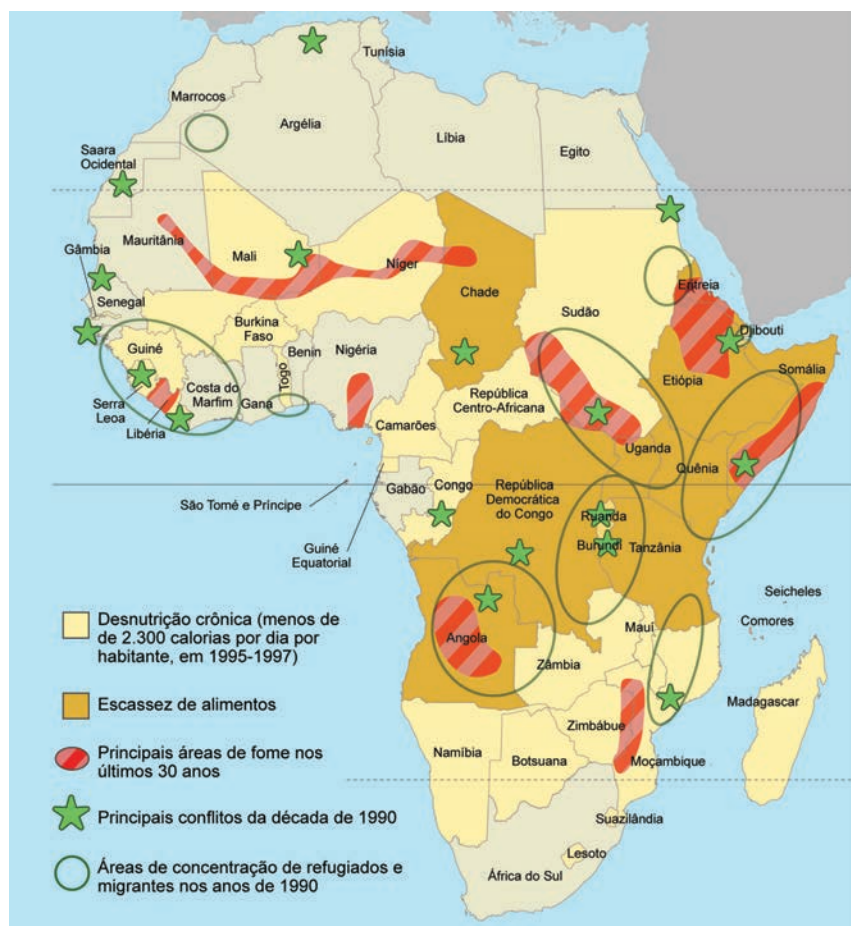 Tunísia
Marrocos
Argélia
Líbia
Egito
Saara
Ocidental
Mauritânia
Mali
Níger
Gâmbia
Senegal
Chade
Sudão
Eritreia
Djibouti
Burkina
Faso
Guiné
Benin
Nigéria
Togo
Costa do
Marfim
Gana
Serra
Leoa
Libéria
Etiópia
Somália
República
Centro-Africana
Camarões
Uganda
Quênia
Gabão
Congo
República
Democrática
do Congo
São Tomé e Príncipe
Guiné
Equatorial
Ruanda
Burundi
Tanzânia
Seicheles
Comores
Angola
Mauí
Zâmbia
Madagascar
Zimbábue
Moçambique
Namíbia
Botsuana
Suazilândia
Lesoto
África do Sul
Desnutrição crônica (menos de
de 2.300 calorias por dia por
habitante, em 1995-1997)
Escassez de alimentos
Principais áreas de fome nos
últimos 30 anos
Principais conflitos da década de 1990
Áreas de concentração de refugiados e
migrantes nos anos de 1990